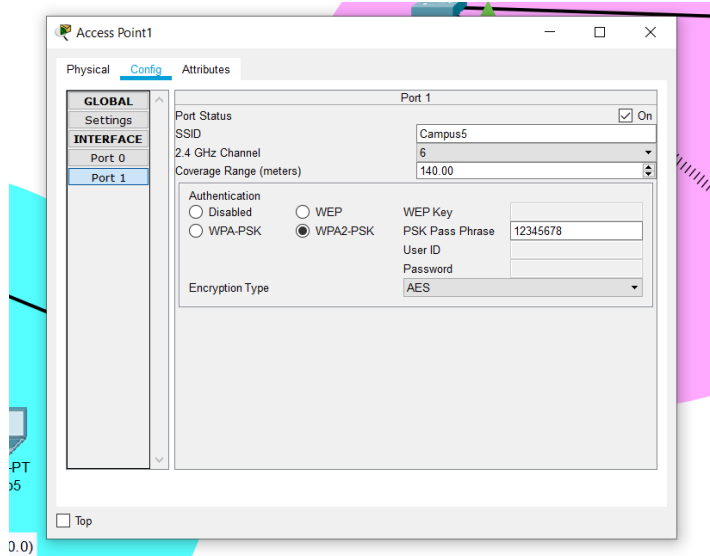 Access Point1
Physical Config Attributes
GLOBAL
Settings
INTERFACE
Port 0
Port 1
Port 1
Port Status On
SSID Campus5
2.4 GHz Channel 6
Coverage Range (meters) 140.00
Authentication
Disabled WEP WEP Key
WPA-PSK WPA2-PSK PSK Pass Phrase 12345678
User ID
Password
Encryption Type AES
Top
-PT
o5
0.0)